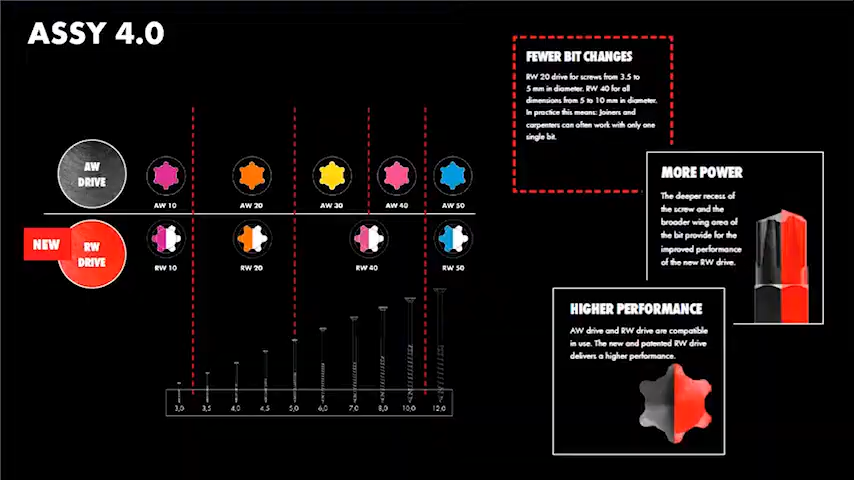 ASSY 4.0
AW
DRIVE
AW 10
AW 20
AW 30
AW 40
AW 50
NEW
RW
DRIVE
RW 10
RW 20
RW 40
RW 50
3,0
3,5
4,0
4,5
5,0
6,0
7,0
8,0
10,0
12,0
FEWER BIT CHANGES
RW 20 drive for screws from 3.5 to
5 mm in diameter. RW 40 for all
dimensions from 5 to 10 mm in diameter.
In practice this means: Joiners and
carpenters can often work with only one
single bit.
MORE POWER
The deeper recess of
the screw and the
broader wing area of
the bit provide for the
improved performance
of the new RW drive.
HIGHER PERFORMANCE
AW drive and RW drive are compatible
in use. The new and patented RW drive
delivers a higher performance.